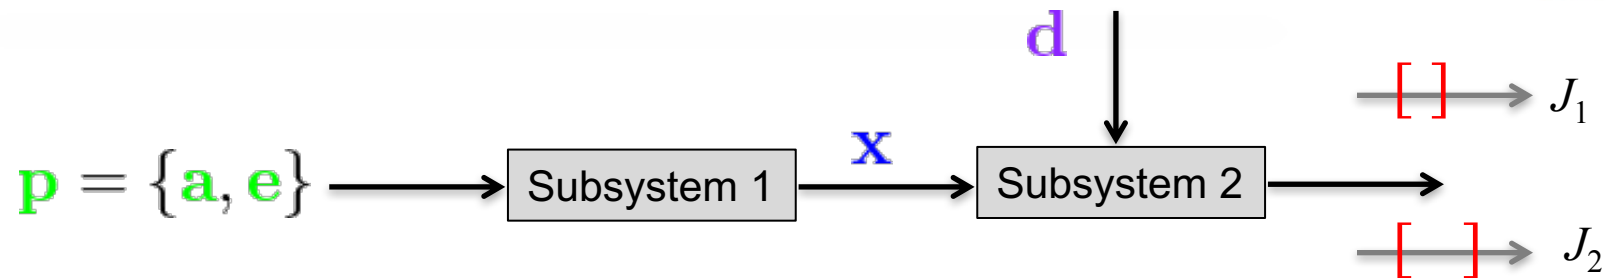 d
J₁
p = {a, e}
Subsystem 1
x
Subsystem 2
[ ]
[ ]
J₂